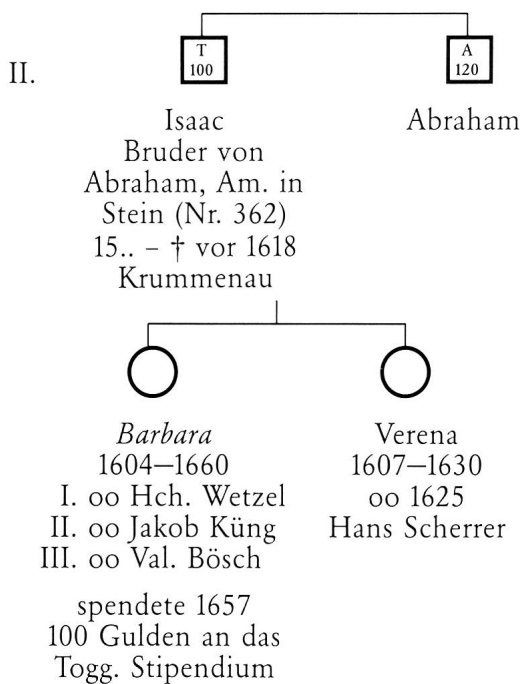 T
100
A
120
II.
Isaac
Bruder von
Abraham, Am. in
Stein (Nr. 362)
15.. – † vor 1618
Krummenau
Abraham
Barbara
1604–1660
I. oo Hch. Wetzel
II. oo Jakob Küng
III. oo Val. Bösch
spendete 1657
100 Gulden an das
Togg. Stipendium
Verena
1607–1630
oo 1625
Hans Scherrer